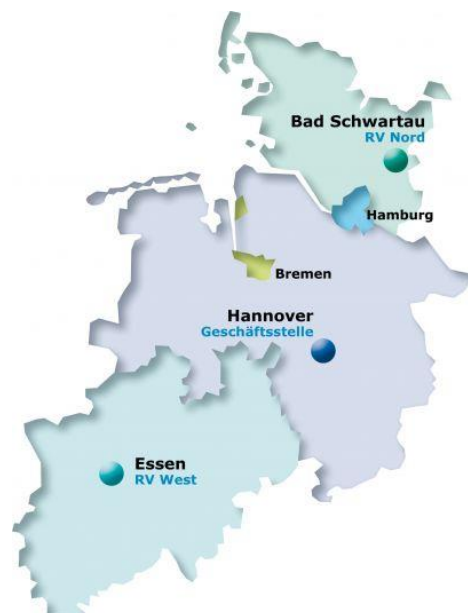 Bad Schwartau
RV Nord
Hamburg
Bremen
Hannover
Geschäftsstelle
Essen
RV West